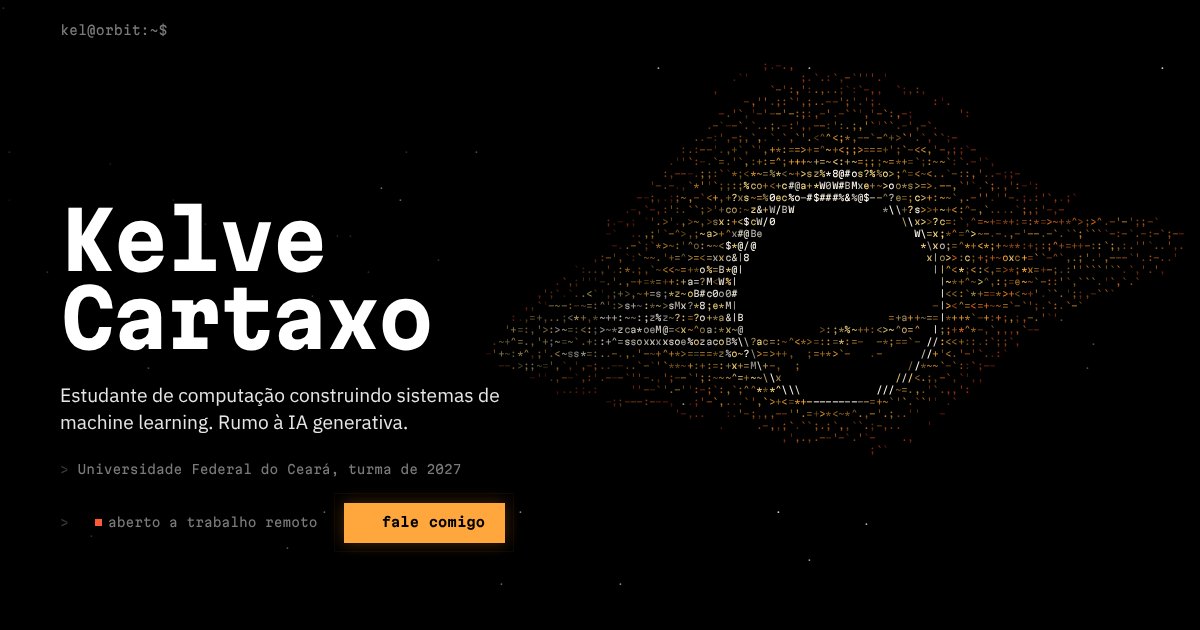 kel@orbit:~$
Kelve
Cartaxo
Estudante de computação construindo sistemas de
machine learning. Rumo à IA generativa.
> Universidade Federal do Ceará, turma de 2027
> aberto a trabalho remoto
fale comigo